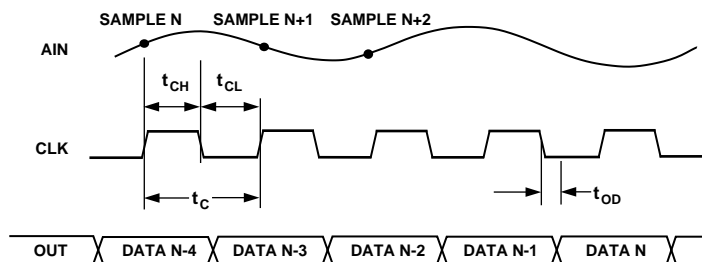 SAMPLE N SAMPLE N+1 SAMPLE N+2
AIN
tCH tCL
CLK
tC
tOD
OUT DATA N-4 DATA N-3 DATA N-2 DATA N-1 DATA N